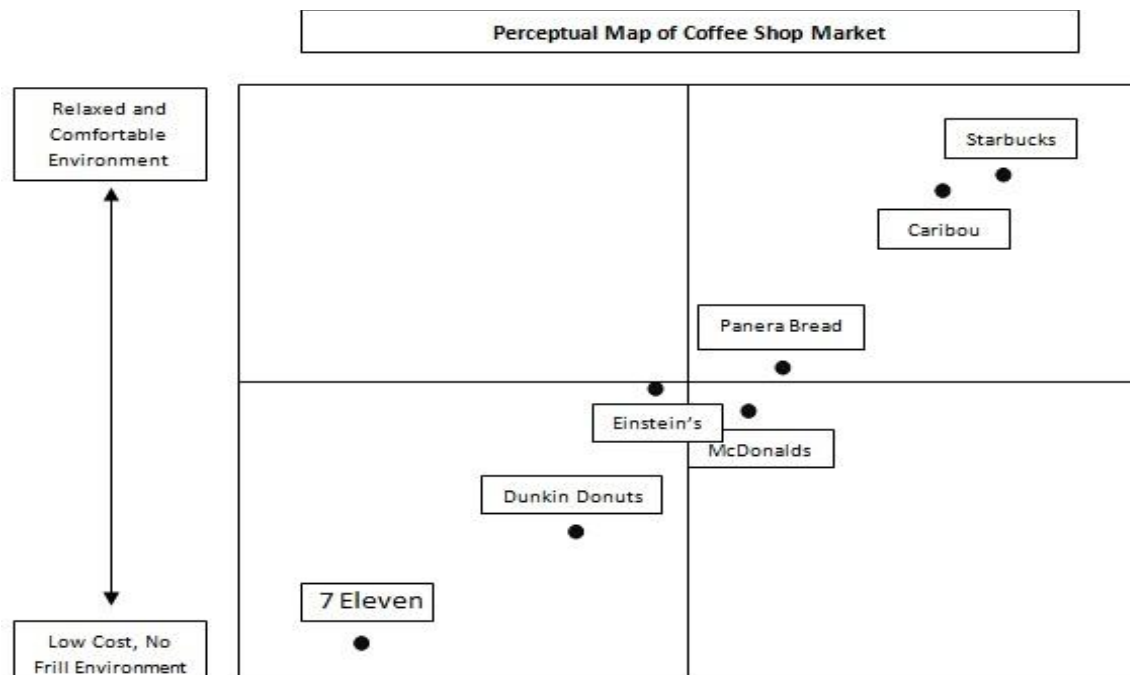 Perceptual Map of Coffee Shop Market
Relaxed and
Comfortable
Environment
Starbucks
Caribou
Panera Bread
Einstein's
McDonalds
Dunkin Donuts
7 Eleven
Low Cost, No
Frill Environment